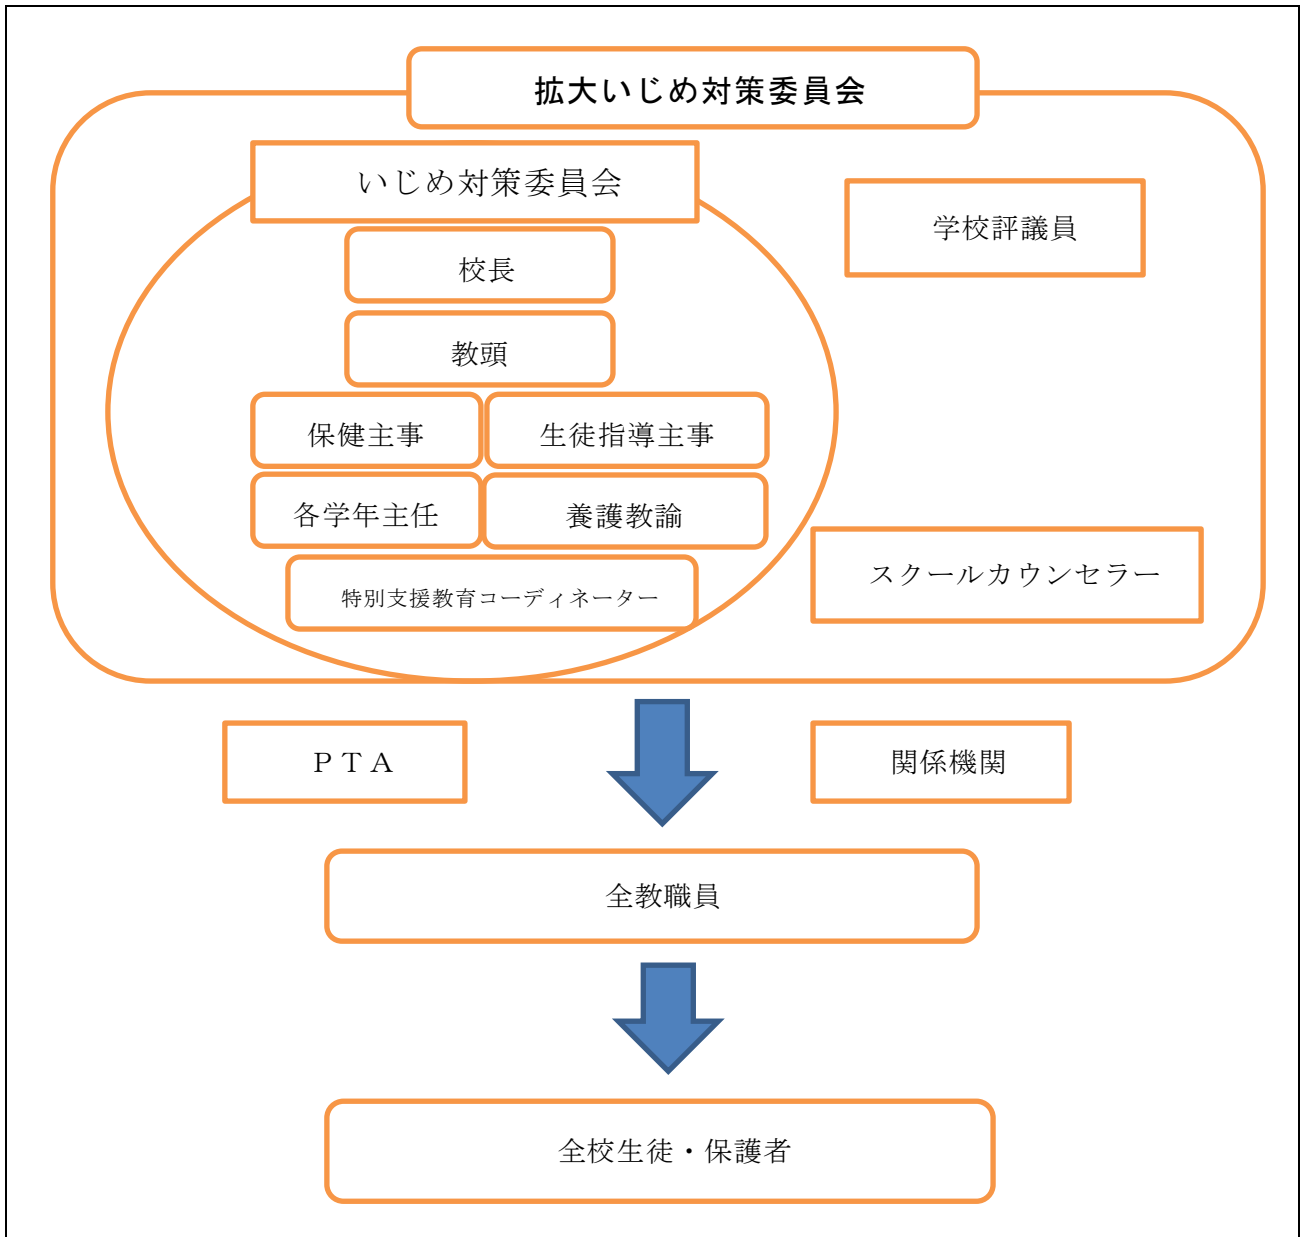 拡大いじめ対策委員会
いじめ対策委員会
学校評議員
校長
教頭
保健主事
生徒指導主事
各学年主任
養護教諭
スクールカウンセラー
特別支援教育コーディネーター
ＰＴＡ
関係機関
全教職員
全校生徒・保護者